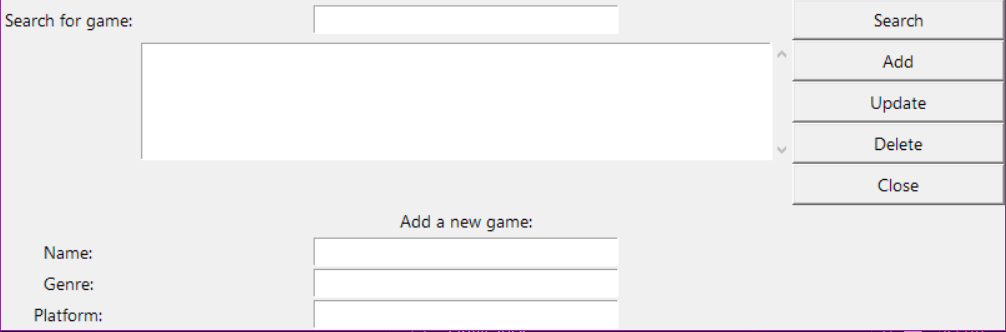 Search for game:
Search
Add
Update
Delete
Close
Add a new game:
Name:
Genre:
Platform: